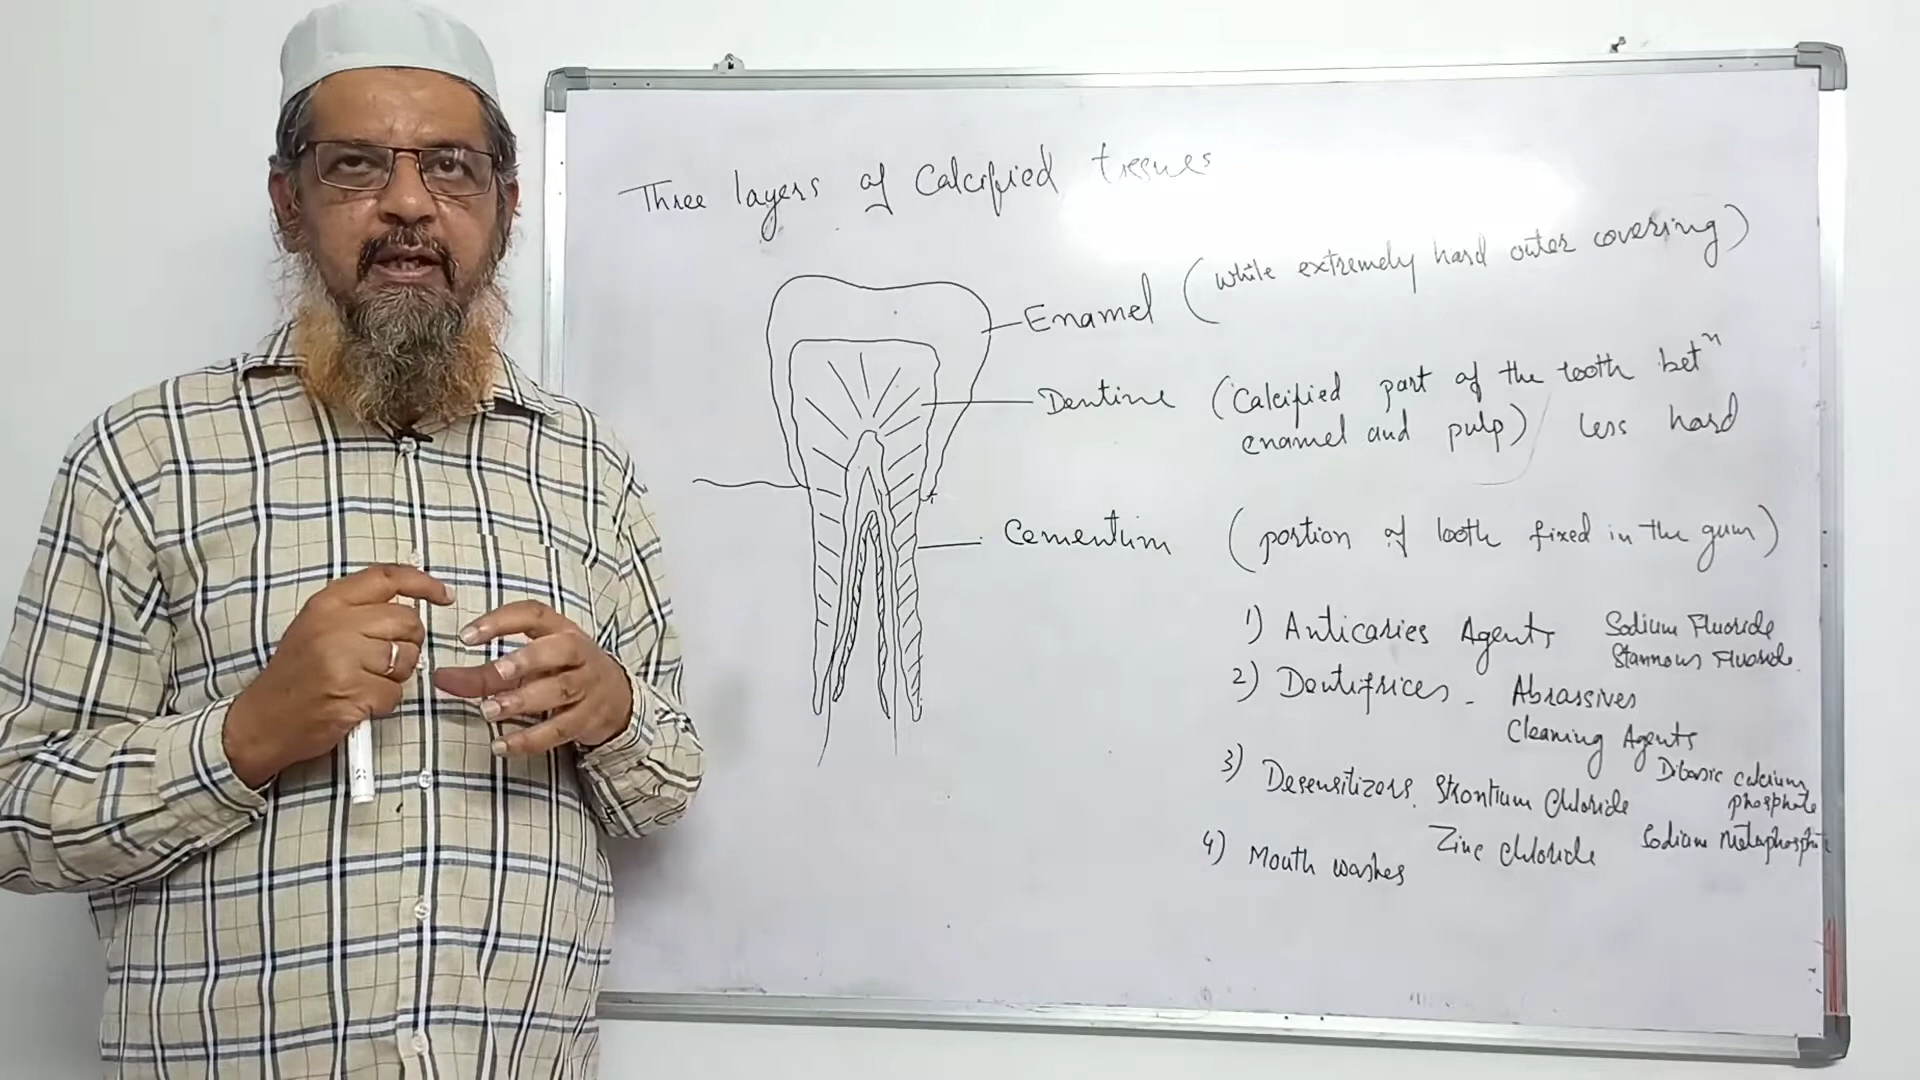 Three layers of Calcified tissues
Enamel (white extremely hard outer covering)
Dentine (Calcified part of the tooth betⁿ
enamel and pulp) less hard
Cementum (portion of tooth fixed in the gum)
1) Anticaries Agents Sodium Fluoride
Stannous Fluoride.
2) Dentifrices - Abrassives
Cleaning Agents
Dibasic calcium
phosphate
3) Desensitizers. Strontium Chloride
Zinc chloride Sodium Metaphosphate
4) Mouth washes